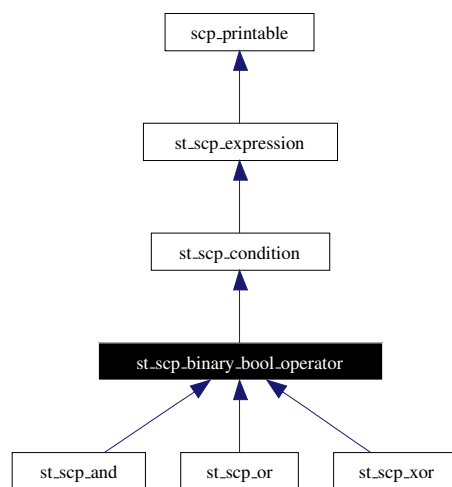 scp_printable
st_scp_expression
st_scp_condition
st_scp_binary_bool_operator
st_scp_and st_scp_or st_scp_xor